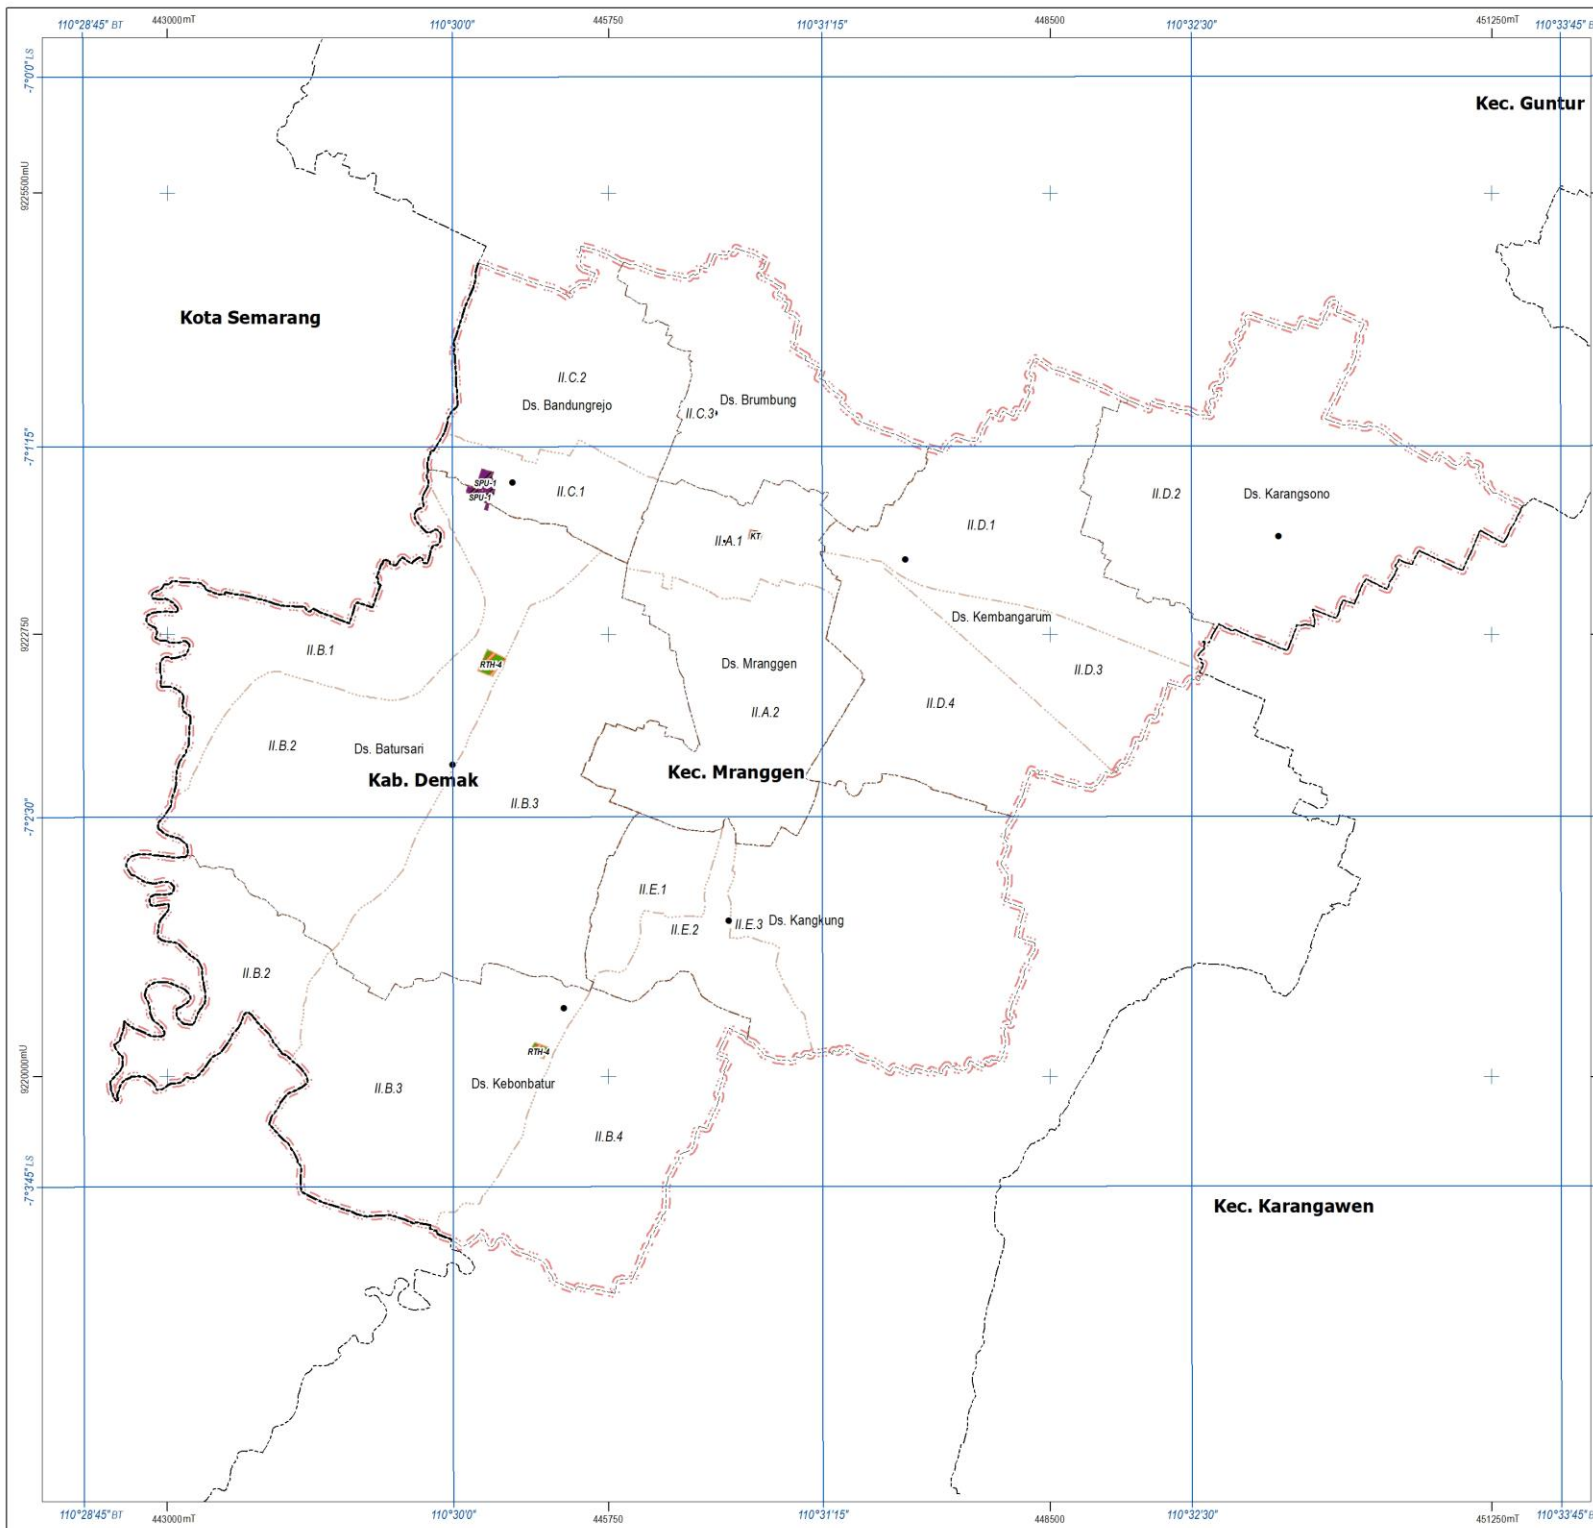 110°28'45" BT
443000mT
110°30'0"
445750
110°31'15"
448500
110°32'30"
451250mT
110°33'45" B
-7°0'0" LS
Kec. Guntur
9225500mU
Kota Semarang
II.C.2
Ds. Bandungrejo
Ds. Brumbung
II.C.3
-7°1'15"
SPU-1
SPU-1
II.C.1
II.D.2
Ds. Karangsono
II.D.1
II.A.1
KT
Ds. Kembangarum
9222750
II.B.1
RTH-4
Ds. Mranggen
II.D.3
II.D.4
II.A.2
II.B.2
Ds. Batursari
Kab. Demak
Kec. Mranggen
II.B.3
-7°2'30"
II.E.1
II.E.2
II.E.3
Ds. Kangkung
II.B.2
RTH-4
9220000mU
II.B.3
Ds. Kebonbatur
II.B.4
-7°3'45" LS
Kec. Karangawen
110°28'45" BT
443000mT
110°30'0"
445750
110°31'15"
448500
110°32'30"
451250mT
110°33'45" B